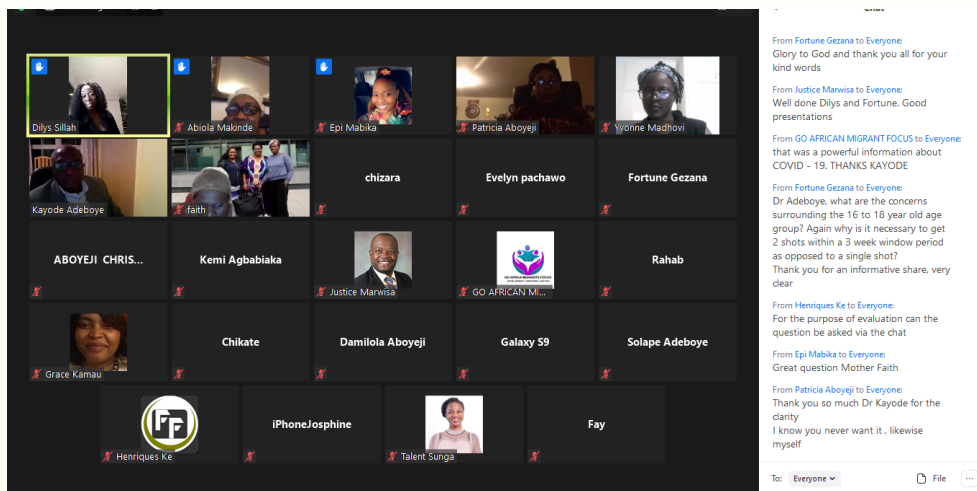 Dilys Sillah
Abiola Makinde
Epi Mabika
Patricia Aboyeji
Yvonne Madhovi
Kayode Adeboye
faith
chizara
Evelyn pachawo
Fortune Gezana
ABOYEJI CHRIS...
Kemi Agbabiaka
Justice Marwisa
GO AFRICA MIGRANTS FOCUS
GO AFRICAN MI...
Rahab
Grace Kamau
Chikate
Damilola Aboyeji
Galaxy S9
Solape Adeboye
FF
Henriques Ke
iPhoneJosphine
Talent Sunga
Fay
Chat
From Fortune Gezana to Everyone:
Glory to God and thank you all for your
kind words
From Justice Marwisa to Everyone:
Well done Dilys and Fortune. Good
presentations
From GO AFRICAN MIGRANT FOCUS to Everyone:
that was a powerful information about
COVID - 19. THANKS KAYODE
From Fortune Gezana to Everyone:
Dr Adeboye, what are the concerns
surrounding the 16 to 18 year old age
group? Again why is it necessary to get
2 shots within a 3 week window period
as opposed to a single shot?
Thank you for an informative share, very
clear
From Henriques Ke to Everyone:
For the purpose of evaluation can the
question be asked via the chat
From Epi Mabika to Everyone:
Great question Mother Faith
From Patricia Aboyeji to Everyone:
Thank you so much Dr Kayode for the
clarity
I know you never want it , likewise
myself
To: Everyone
File
...